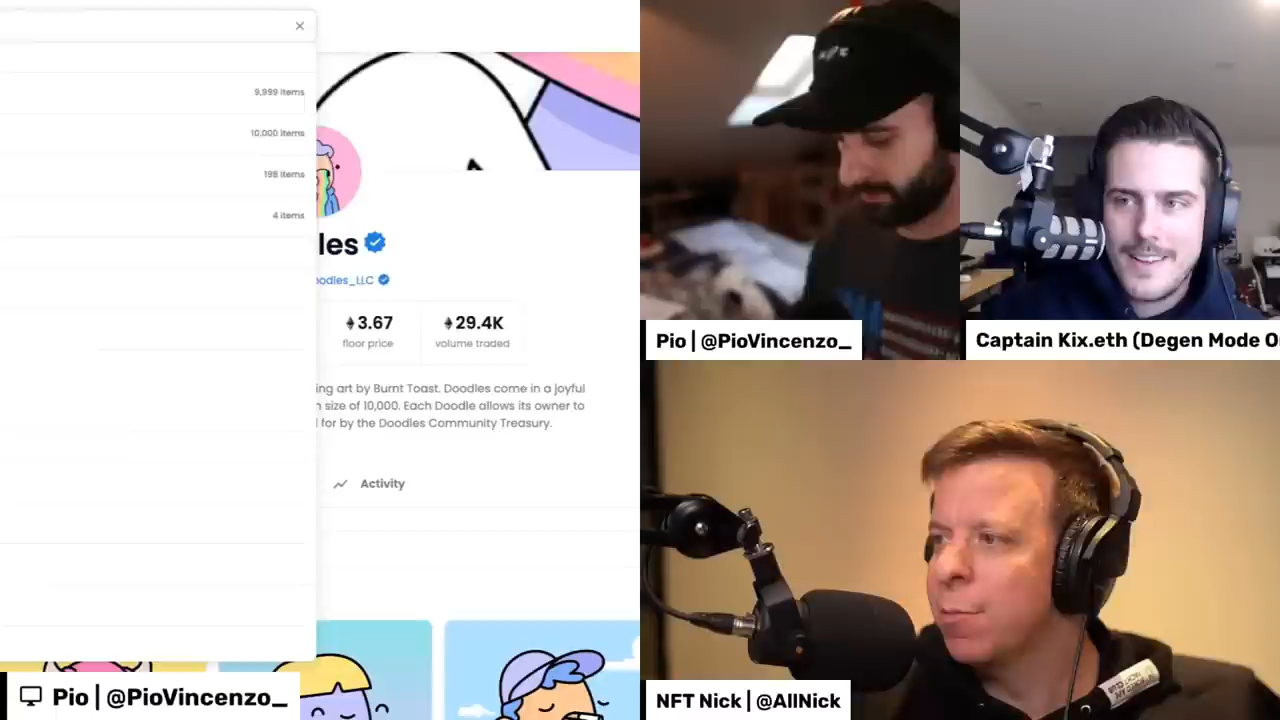 9,999 items
10,000 items
198 items
4 items
les
oodles_LLC
3.67
floor price
29.4K
volume traded
ing art by Burnt Toast. Doodles come in a joyful
n size of 10,000. Each Doodle allows its owner to
l for by the Doodles Community Treasury.
Activity
Pio | @PioVincenzo_
Pio | @PioVincenzo_
Captain Kix.eth (Degen Mode O
NFT Nick | @AllNick